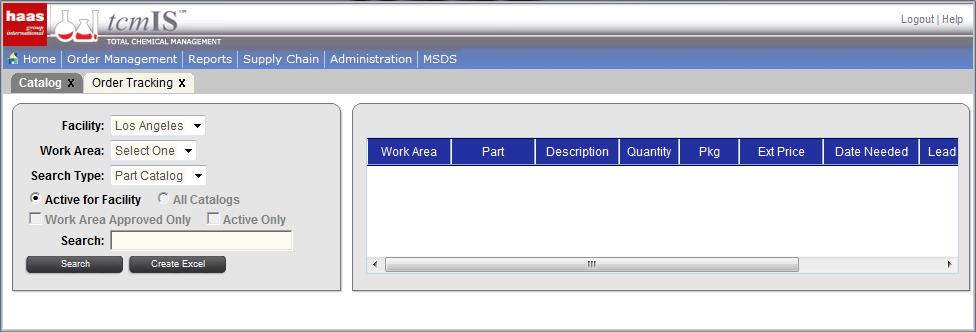 haas
group
international
tcmIS™
TOTAL CHEMICAL MANAGEMENT
Logout | Help
Home | Order Management | Reports | Supply Chain | Administration | MSDS
Catalog X Order Tracking X
Facility: Los Angeles
Work Area: Select One
Search Type: Part Catalog
Active for Facility All Catalogs
Work Area Approved Only Active Only
Search:
Search Create Excel
Work Area Part Description Quantity Pkg Ext Price Date Needed Lead